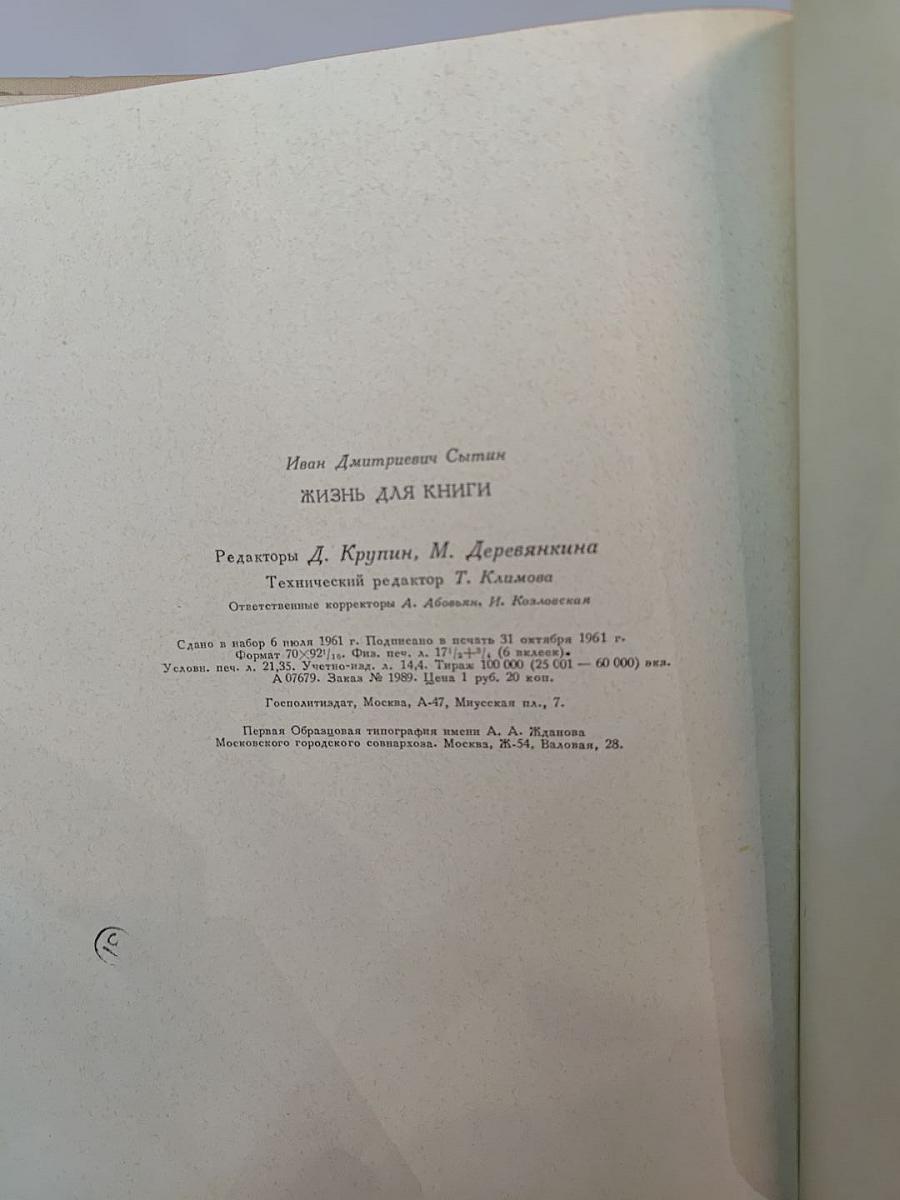 Иван Дмитриевич Сытин
ЖИЗНЬ ДЛЯ КНИГИ
Редакторы Д. Крупин, М. Деревянкина
Технический редактор Т. Климова
Ответственные корректоры А. Абовьян, И. Козловская
Сдано в набор 6 июля 1961 г. Подписано в печать 31 октября 1961 г.
Формат 70×92¹/₁₆. Физ. печ. л. 17¹/₂+³/₄ (6 вклеек).
Условн. печ. л. 21,35. Учетно-изд. л. 14,4. Тираж 100 000 (25 001 — 60 000) экз.
А 07679. Заказ № 1989. Цена 1 руб. 20 коп.
Госполитиздат, Москва, А-47, Миусская пл., 7.
Первая Образцовая типография имени А. А. Жданова
Московского городского совнархоза. Москва, Ж-54, Валовая, 28.